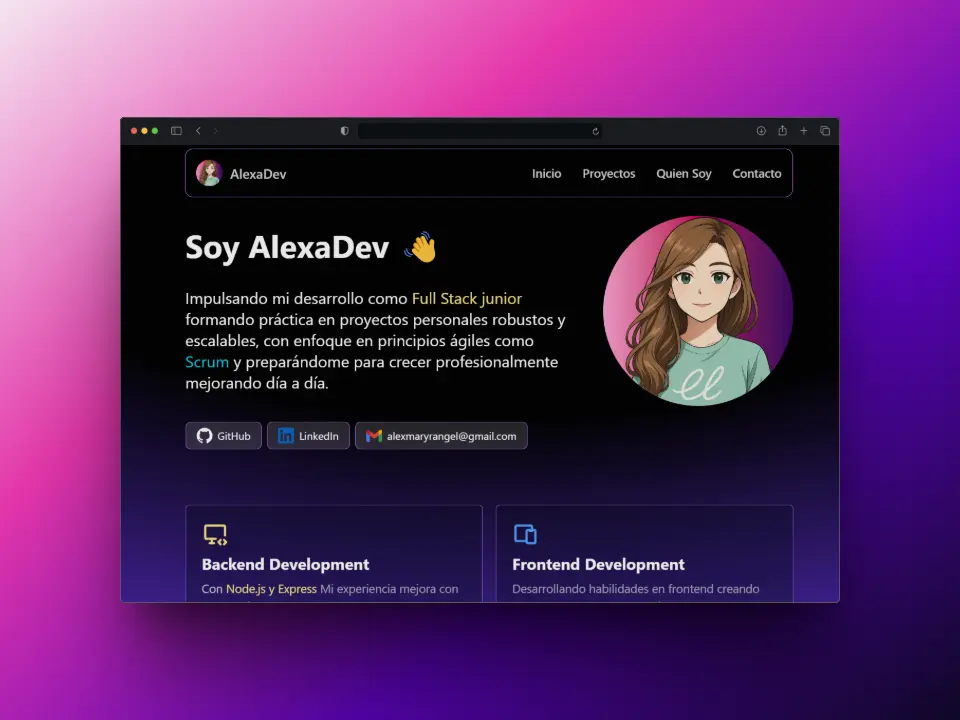 AlexaDev
Inicio Proyectos Quien Soy Contacto
Soy AlexaDev 👋
Impulsando mi desarrollo como Full Stack junior
formando práctica en proyectos personales robustos y
escalables, con enfoque en principios ágiles como
Scrum y preparándome para crecer profesionalmente
mejorando día a día.
ll
GitHub LinkedIn alexmaryrangel@gmail.com
Backend Development
Con Node.js y Express Mi experiencia mejora con
Frontend Development
Desarrollando habilidades en frontend creando